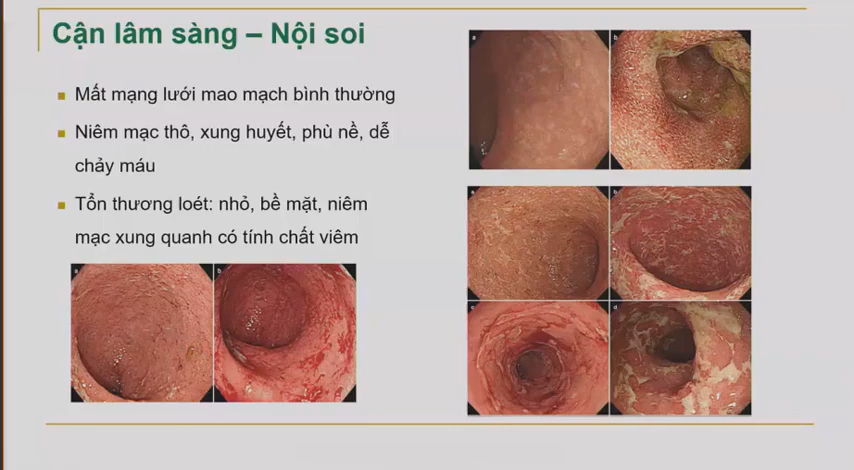 Cận lâm sàng – Nội soi
Mất mạng lưới mao mạch bình thường
Niêm mạc thô, xung huyết, phù nề, dễ
chảy máu
Tổn thương loét: nhỏ, bề mặt, niêm
mạc xung quanh có tính chất viêm
a
b
a
b
a
b
c
d